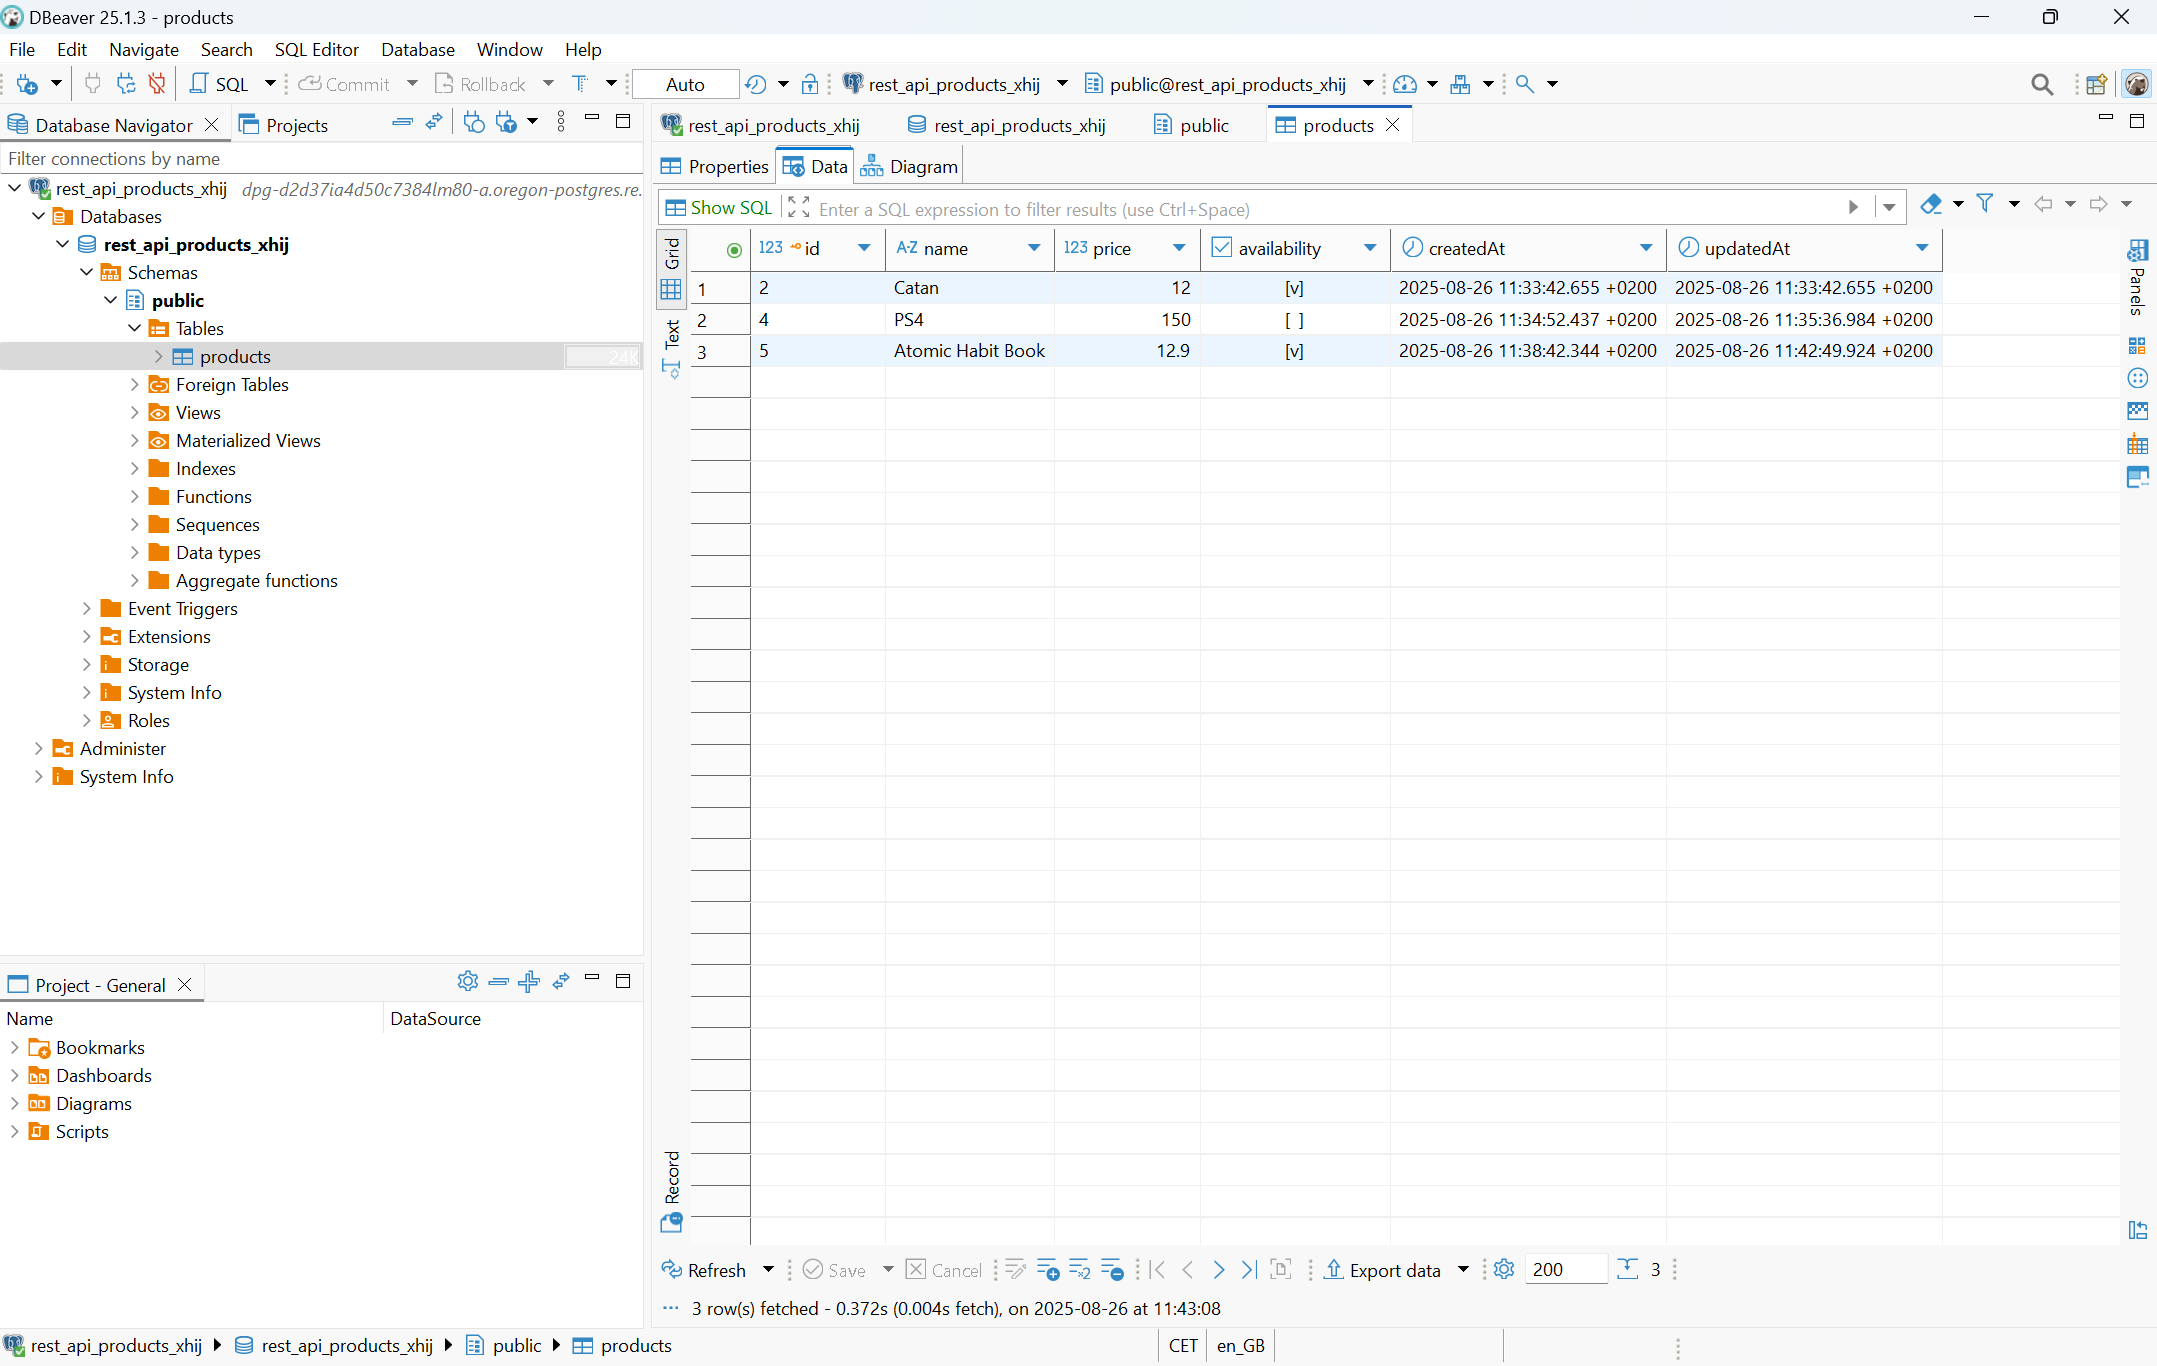 DBeaver 25.1.3 - products
File Edit Navigate Search SQL Editor Database Window Help
SQL Commit Rollback Auto rest_api_products_xhij public@rest_api_products_xhij
Database Navigator Projects
Filter connections by name
rest_api_products_xhij dpg-d2d37ia4d50c7384lm80-a.oregon-postgres.re.
Databases
rest_api_products_xhij
Schemas
public
Tables
products 24K
Foreign Tables
Views
Materialized Views
Indexes
Functions
Sequences
Data types
Aggregate functions
Event Triggers
Extensions
Storage
System Info
Roles
Administer
System Info
Project - General
Name DataSource
Bookmarks
Dashboards
Diagrams
Scripts
rest_api_products_xhij rest_api_products_xhij public products
Properties Data Diagram
Show SQL Enter a SQL expression to filter results (use Ctrl+Space)
Grid
Text
Record
123 id A-Z name 123 price availability createdAt updatedAt
1 2 Catan 12 [v] 2025-08-26 11:33:42.655 +0200 2025-08-26 11:33:42.655 +0200
2 4 PS4 150 [ ] 2025-08-26 11:34:52.437 +0200 2025-08-26 11:35:36.984 +0200
3 5 Atomic Habit Book 12.9 [v] 2025-08-26 11:38:42.344 +0200 2025-08-26 11:42:49.924 +0200
Panels
Refresh Save Cancel Export data 200 3
3 row(s) fetched - 0.372s (0.004s fetch), on 2025-08-26 at 11:43:08
rest_api_products_xhij rest_api_products_xhij public products CET en_GB